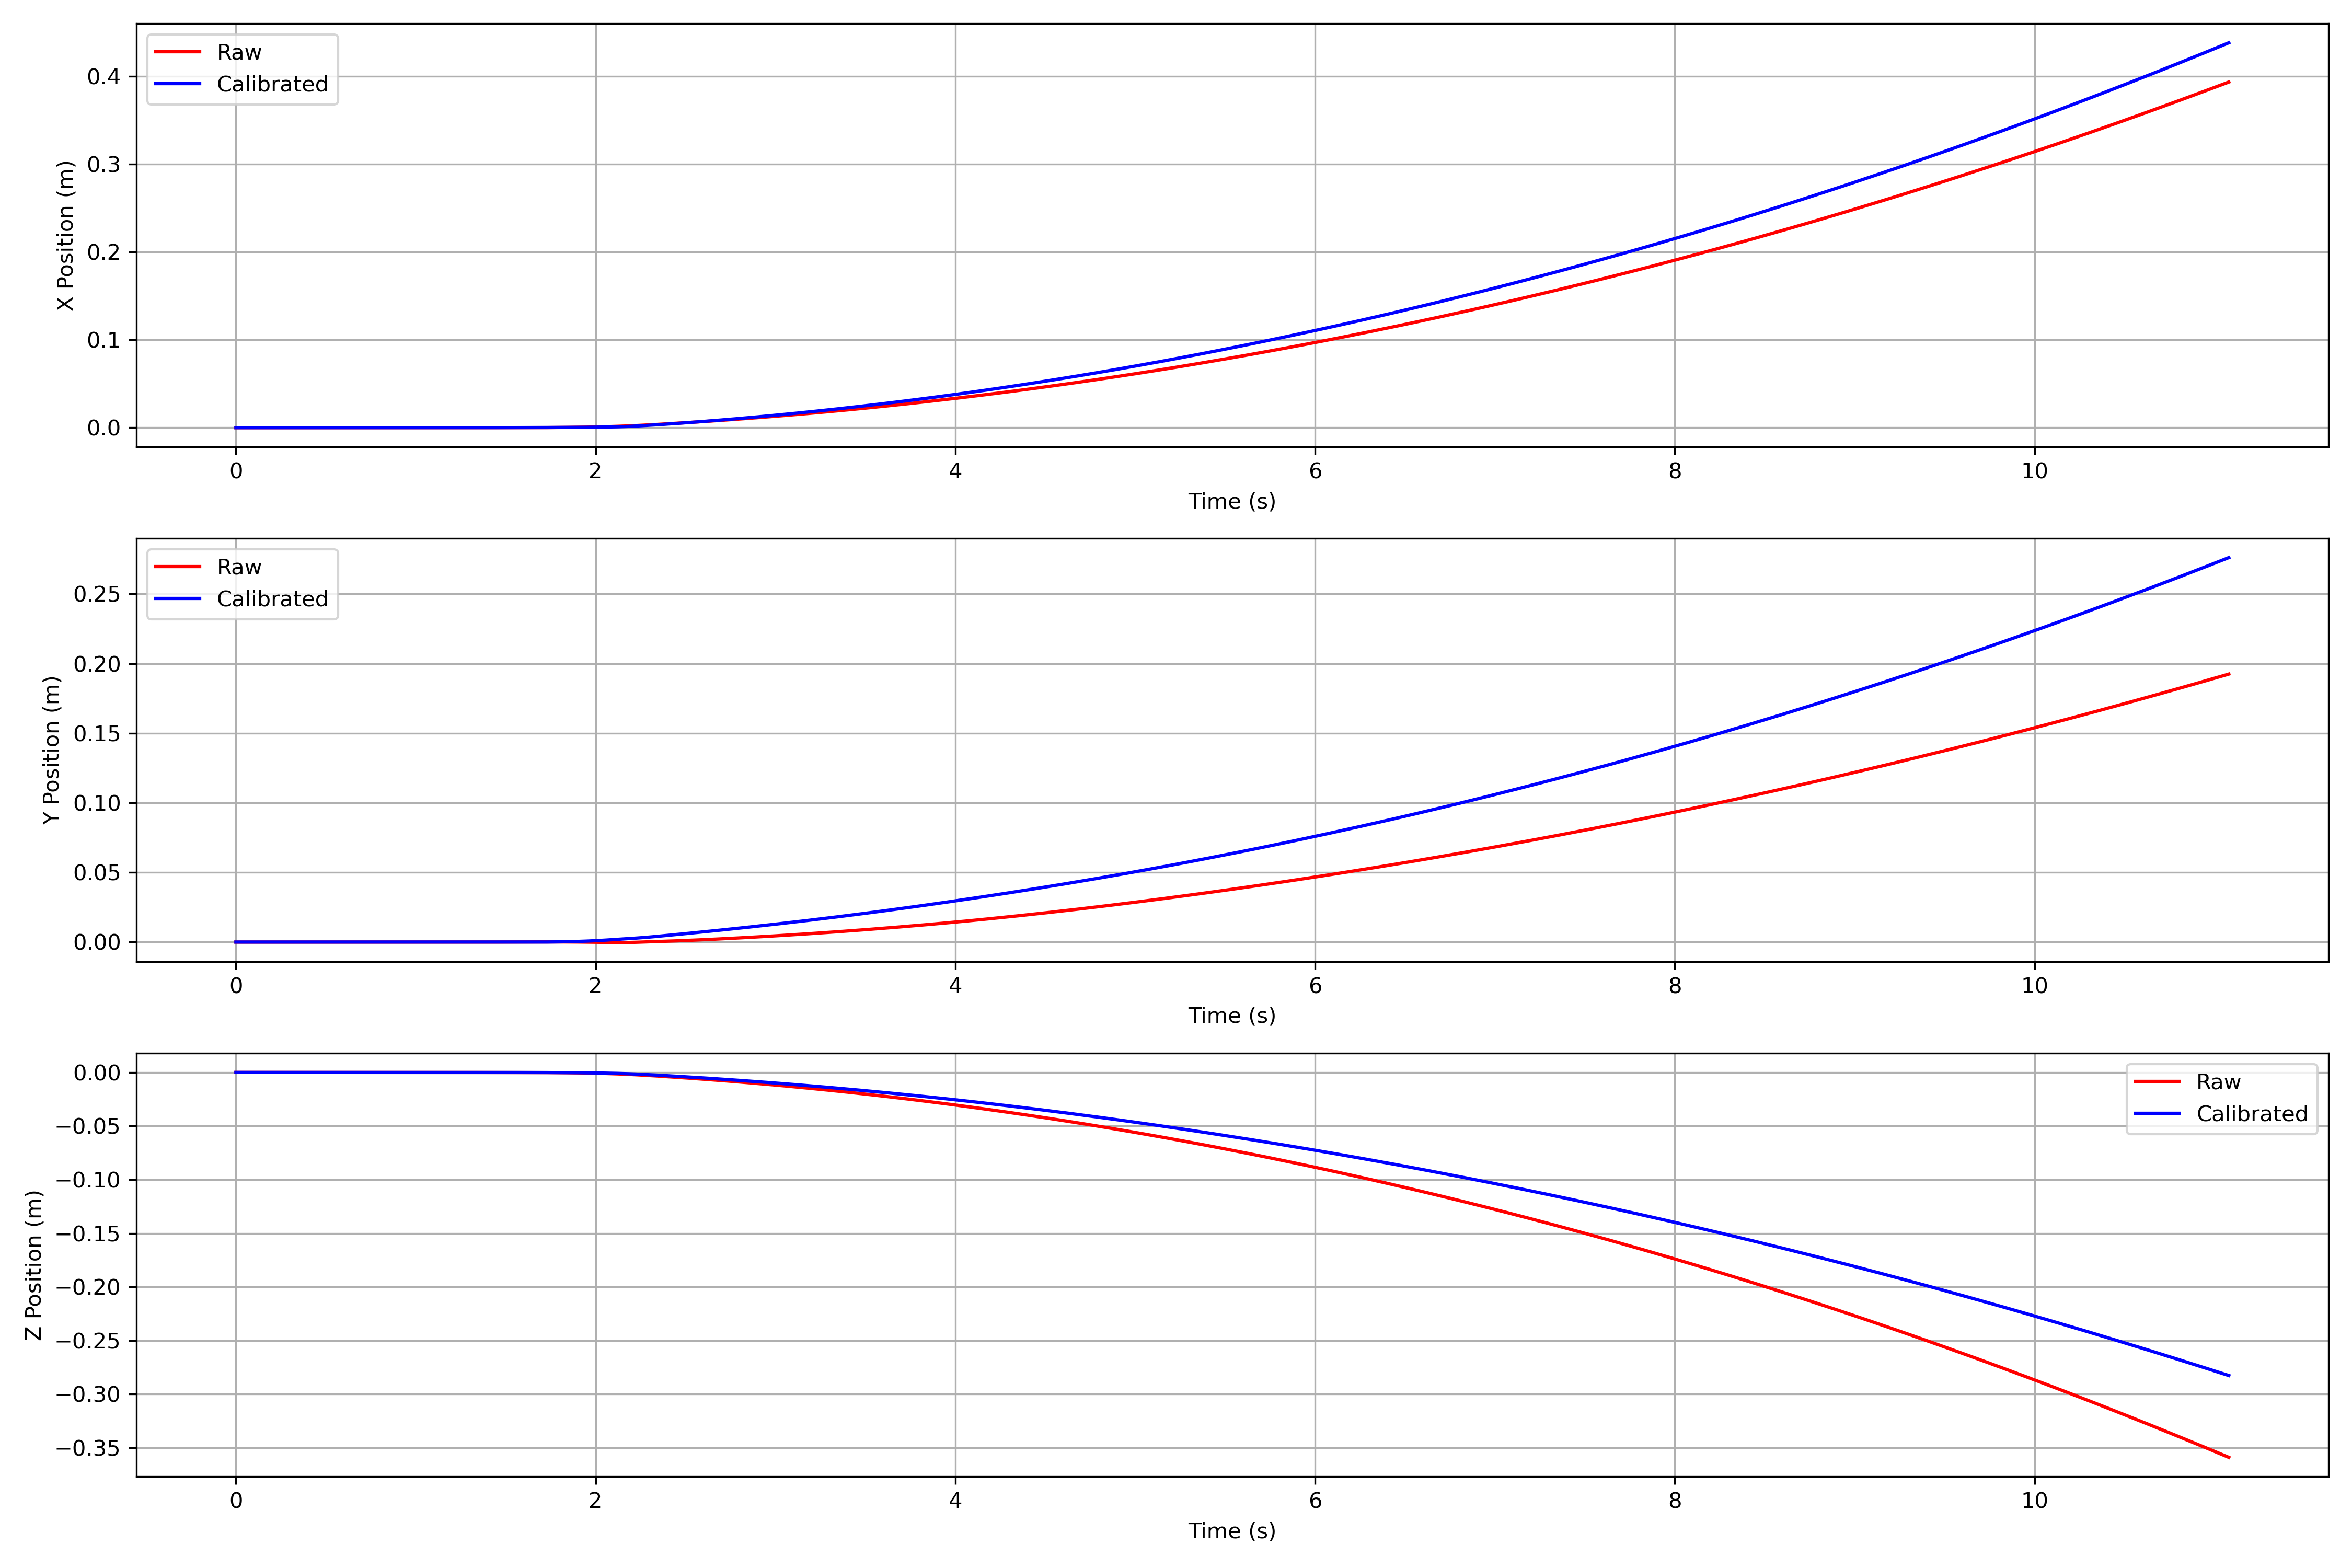 Raw
Calibrated
X Position (m)
0.4
0.3
0.2
0.1
0.0
0 2 4 6 8 10
Time (s)
Raw
Calibrated
Y Position (m)
0.25
0.20
0.15
0.10
0.05
0.00
0 2 4 6 8 10
Time (s)
Raw
Calibrated
Z Position (m)
0.00
−0.05
−0.10
−0.15
−0.20
−0.25
−0.30
−0.35
0 2 4 6 8 10
Time (s)